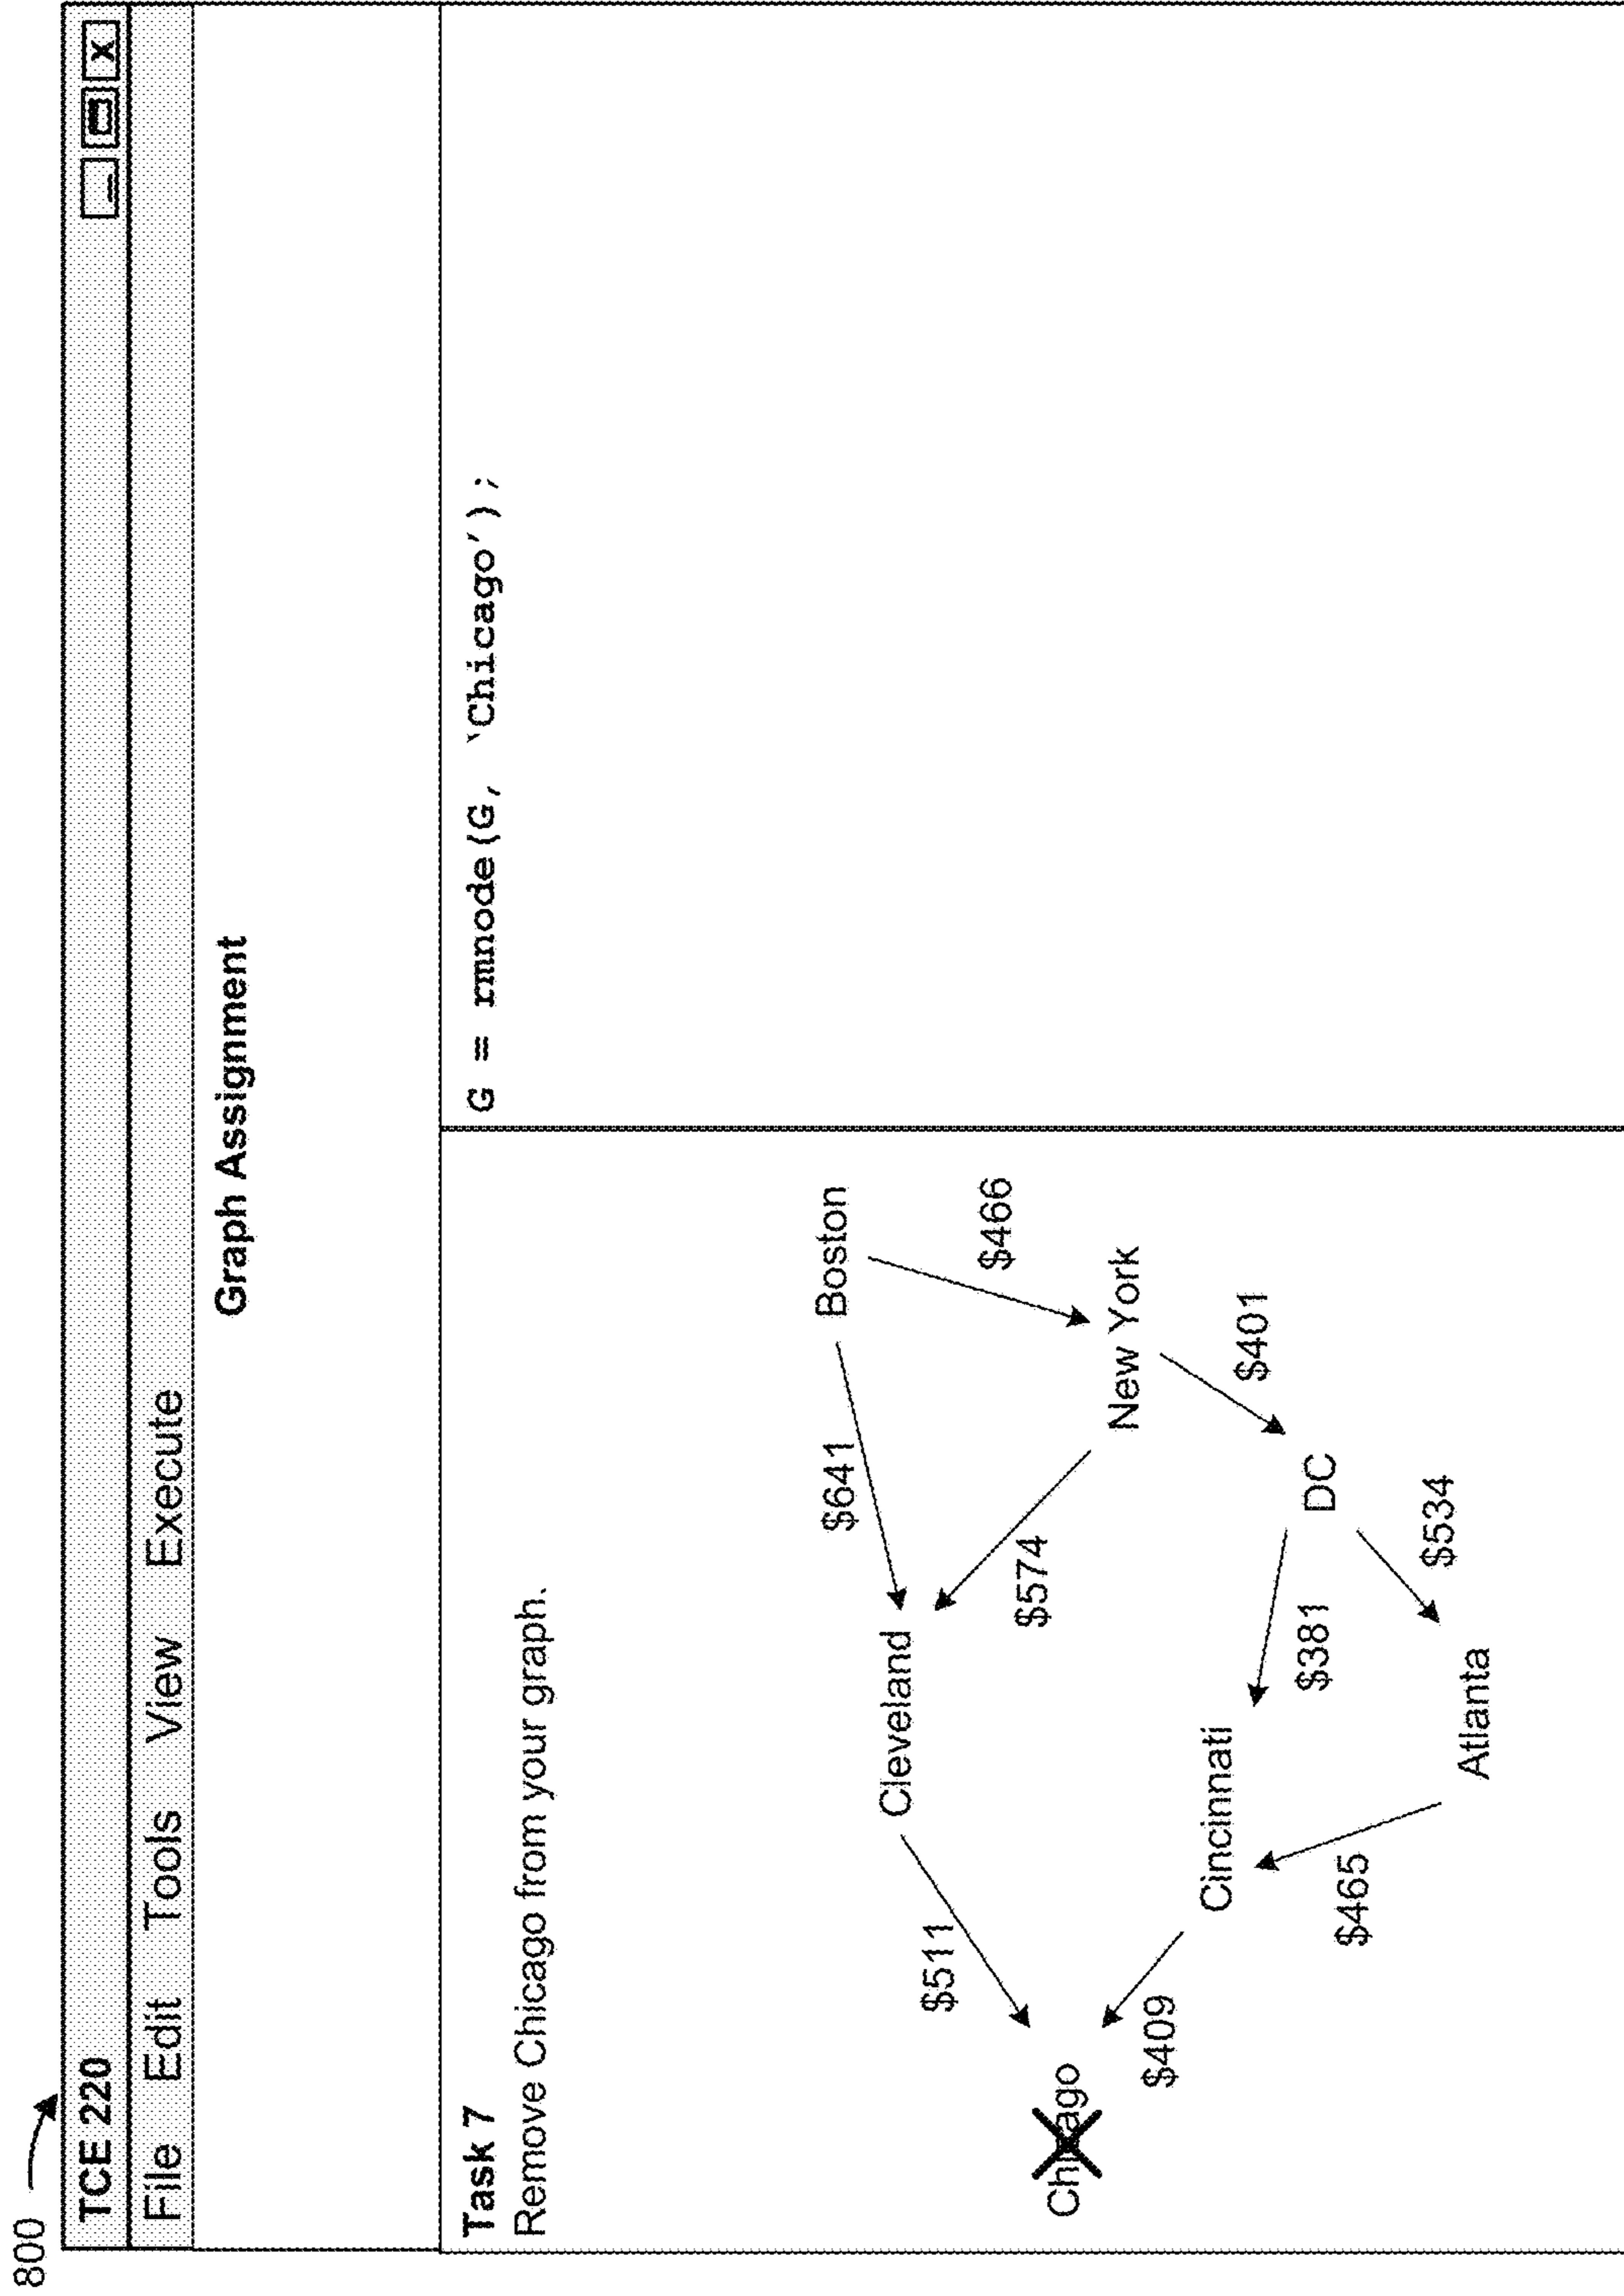 800
TCE 220
_ X
File Edit Tools View Execute
Graph Assignment
Task 7
Remove Chicago from your graph.
G = rmnode(G, ‵Chicago′);
Boston
$641
Cleveland
$466
$511
$574
Chicago
New York
$409
Cincinnati
$401
$381
DC
$465
$534
Atlanta